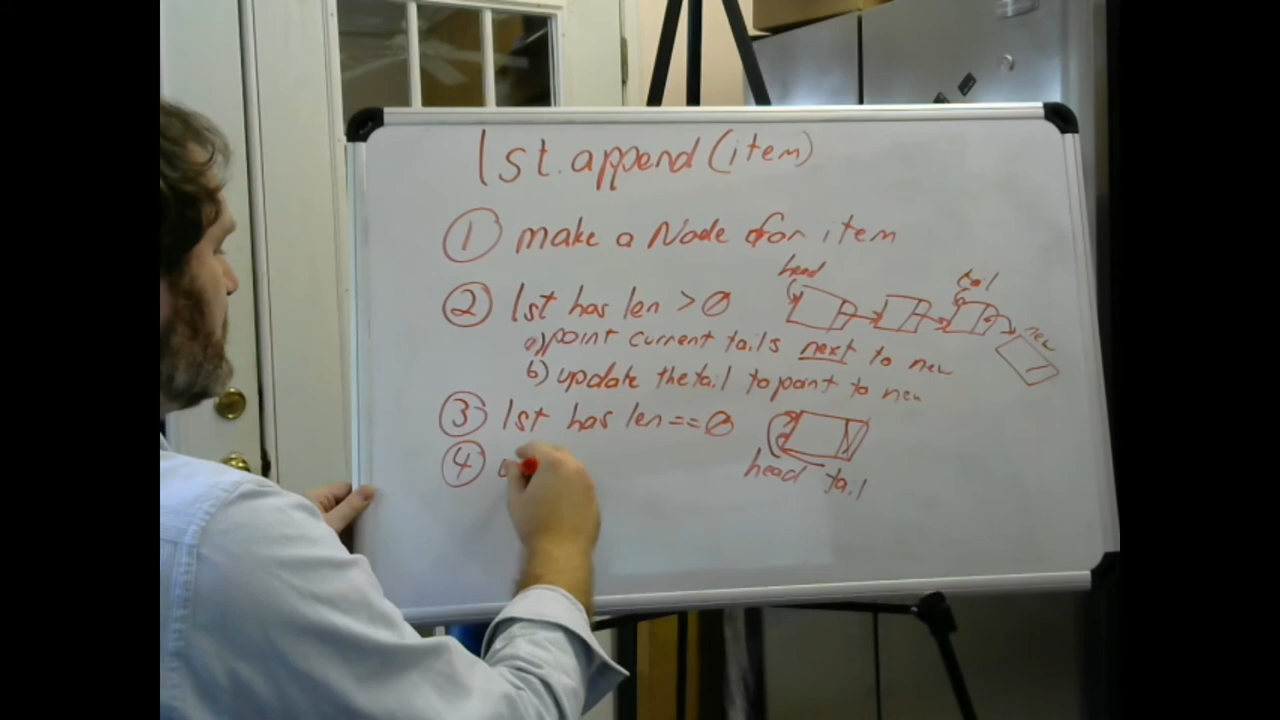 lst.append(item)
① make a Node for item
② lst has len > 0
a) point current tails next to new
b) update the tail to point to new
head
tail
new
③ lst has len == 0
head tail
④